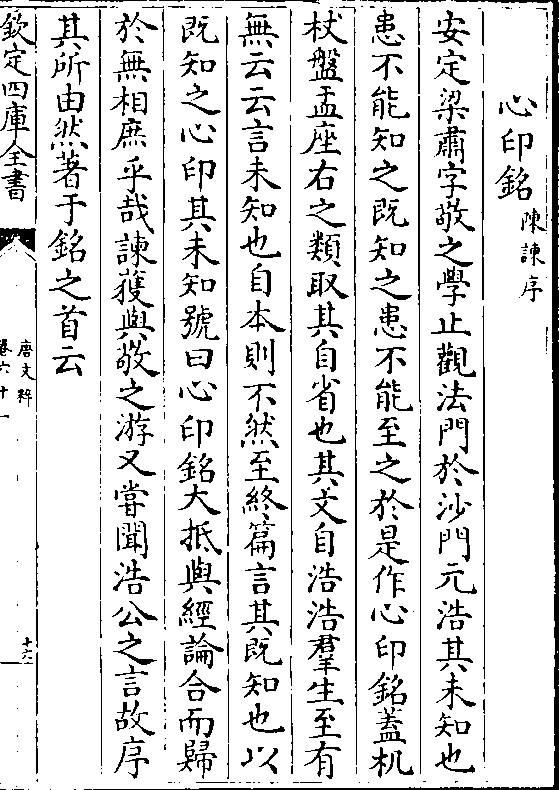 心印銘陳諫序
安定梁肅字敬之學止觀法門於沙門元浩其未知也
患不能知之既知之患不能至之於是作心印銘蓋机
杖盤盂座右之類取其自省也其文自浩浩羣生至有
無云云言未知也自本則不然至終篇言其既知也以
既知之心印其未知號曰心印銘大抵與經論合而歸
於無相庶乎哉諫獲與敬之游又嘗聞浩公之言故序
其所由然著于銘之首云
欽定四庫全書
唐文粹
卷六十一
十六